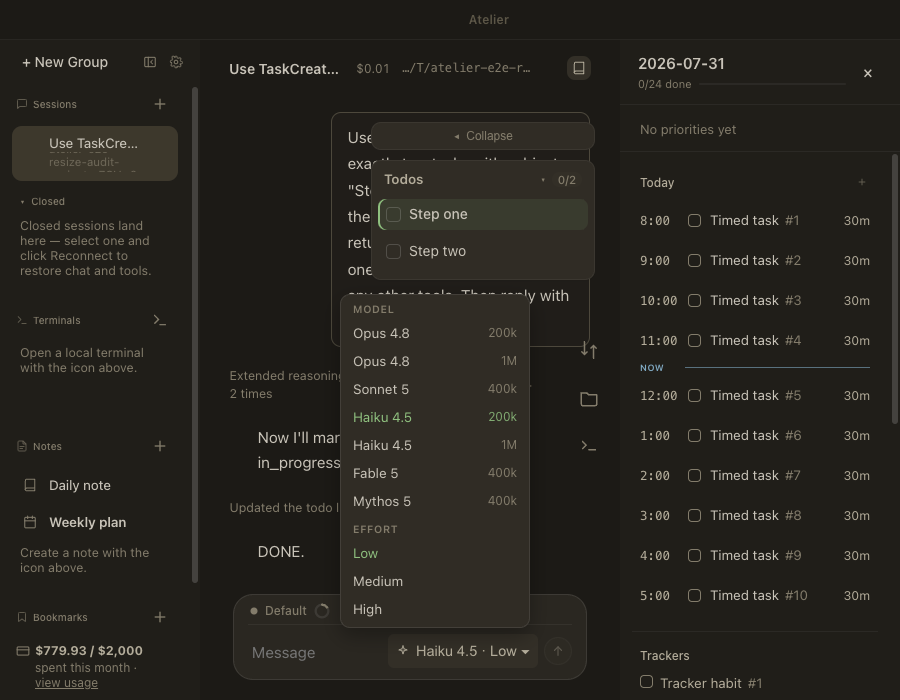 Atelier
+ New Group
Sessions
Use TaskCre...
resize-audit-
Closed
Closed sessions land
here — select one and
click Reconnect to
restore chat and tools.
Terminals
Open a local terminal
with the icon above.
Notes
Daily note
Weekly plan
Create a note with the
icon above.
Bookmarks
$779.93 / $2,000
spent this month ·
view usage
Use TaskCreat... $0.01 …/T/atelier-e2e-r…
Use
Collapse
Todos 0/2
Step one
Step two
the
one
any other tools. Then reply with
MODEL
Opus 4.8 200k
Opus 4.8 1M
Sonnet 5 400k
Haiku 4.5 200k
Haiku 4.5 1M
Fable 5 400k
Mythos 5 400k
EFFORT
Low
Medium
High
Extended reasoning
2 times
Now I'll mar
in_progress
Updated the todo l
DONE.
Default
Message
Haiku 4.5 · Low
2026-07-31
0/24 done
No priorities yet
Today
8:00 Timed task #1 30m
9:00 Timed task #2 30m
10:00 Timed task #3 30m
11:00 Timed task #4 30m
NOW
12:00 Timed task #5 30m
1:00 Timed task #6 30m
2:00 Timed task #7 30m
3:00 Timed task #8 30m
4:00 Timed task #9 30m
5:00 Timed task #10 30m
Trackers
Tracker habit #1